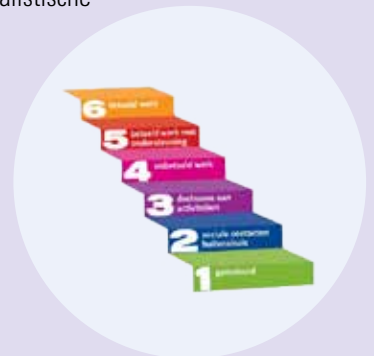 alistische
6 betaald werk
5 betaald werk met
ondersteuning
4 onbetaald werk
3 deelname aan
activiteiten
2 sociale contacten
buitenshuis
1 geïsoleerd